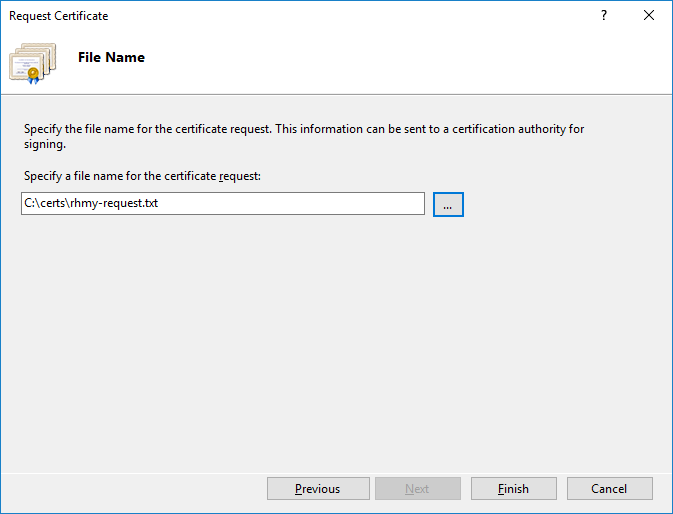 Request Certificate
?
File Name
Specify the file name for the certificate request. This information can be sent to a certification authority for
signing.
Specify a file name for the certificate request:
C:\certs\rhmy-request.txt
...
Previous
Next
Finish
Cancel